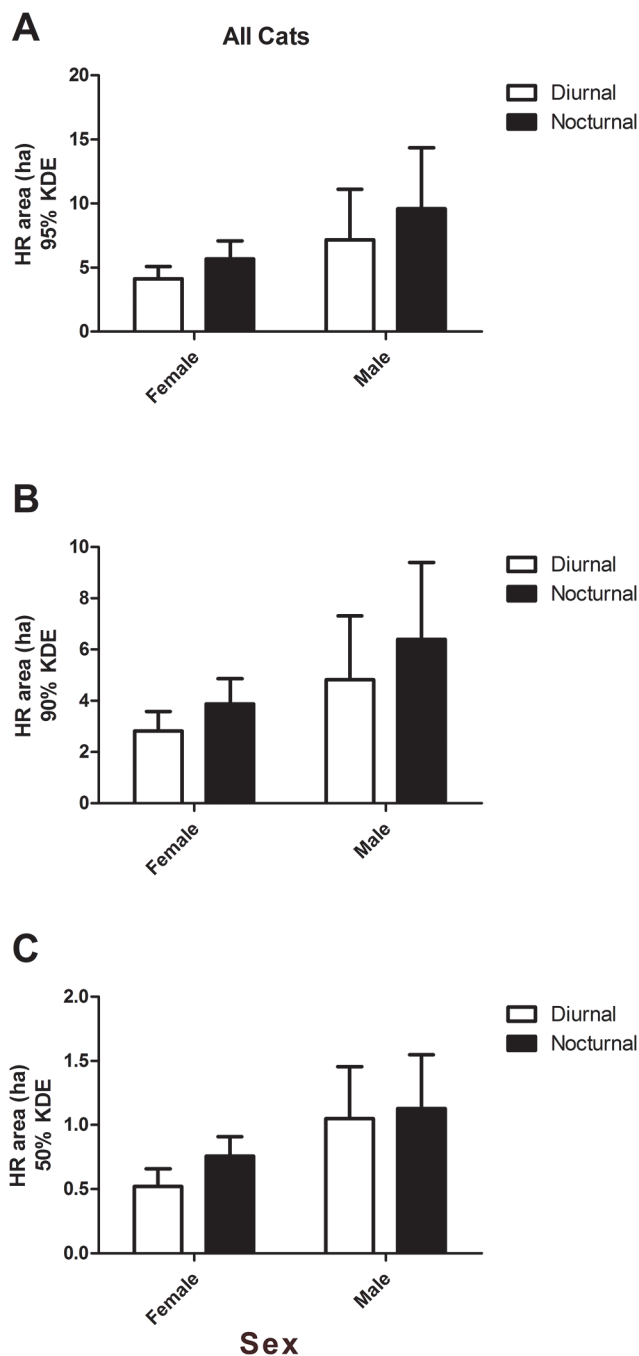 A
All Cats
HR area (ha)
95% KDE
20
15
10
5
0
Female
Male
Diurnal
Nocturnal
B
HR area (ha)
90% KDE
10
8
6
4
2
0
Female
Male
Diurnal
Nocturnal
C
HR area (ha)
50% KDE
2.0
1.5
1.0
0.5
0.0
Female
Male
Diurnal
Nocturnal
Sex